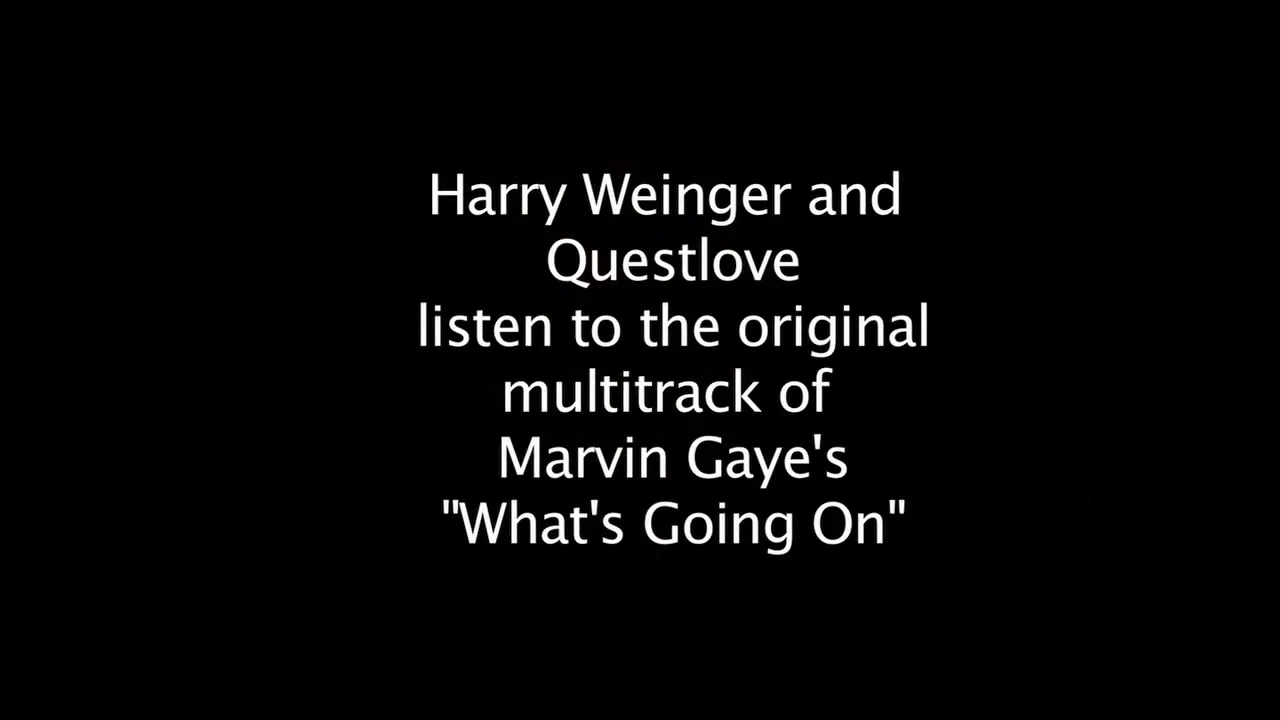 Harry Weinger and
Questlove
listen to the original
multitrack of
Marvin Gaye's
"What's Going On"